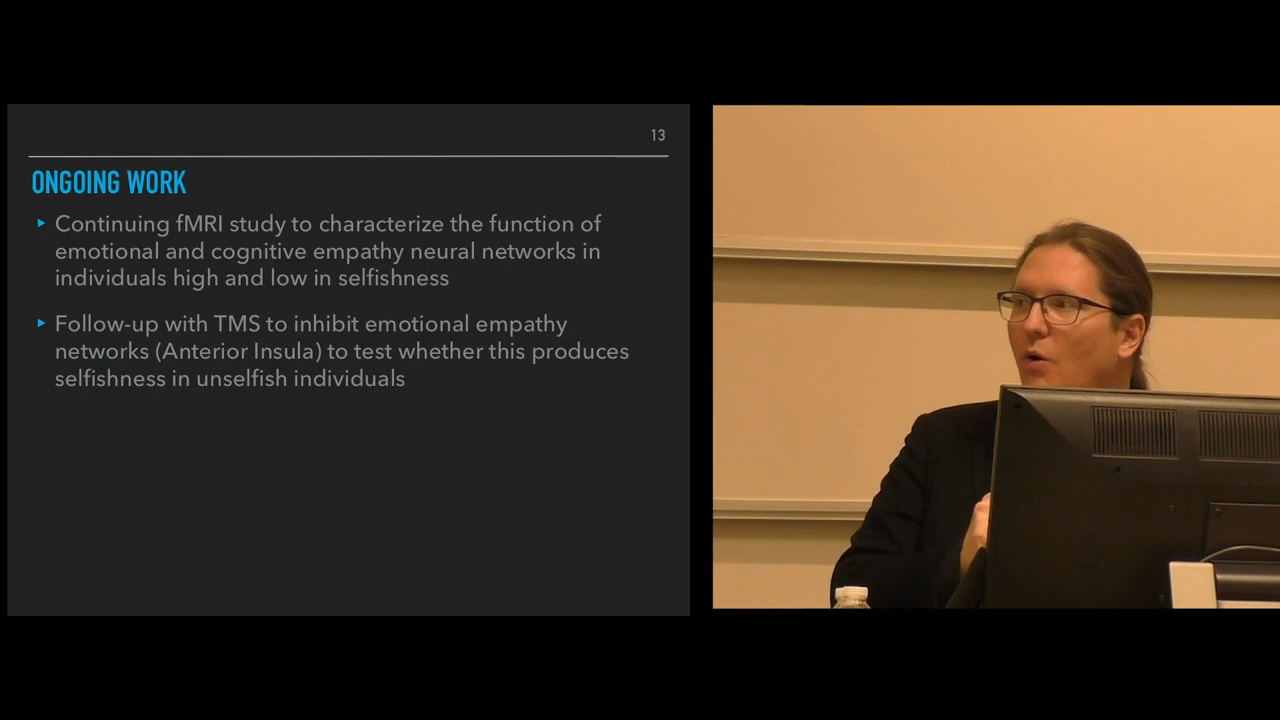 13
ONGOING WORK
Continuing fMRI study to characterize the function of
emotional and cognitive empathy neural networks in
individuals high and low in selfishness
Follow-up with TMS to inhibit emotional empathy
networks (Anterior Insula) to test whether this produces
selfishness in unselfish individuals